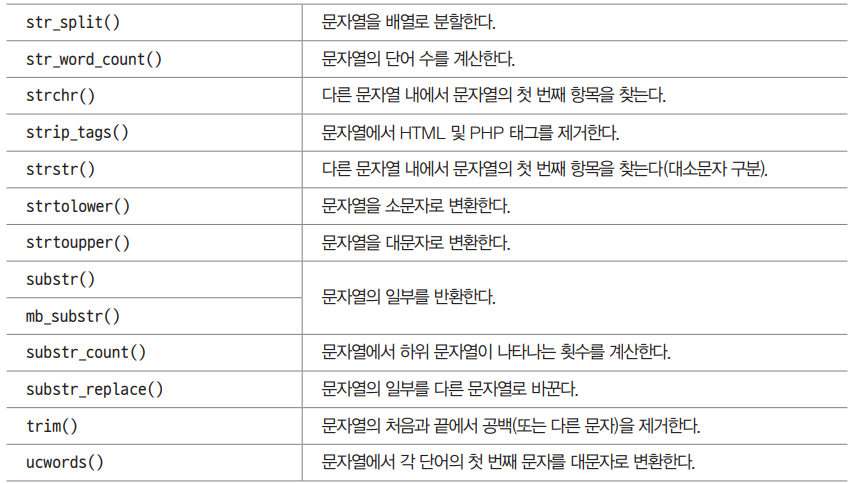 str_split() 문자열을 배열로 분할한다.
str_word_count() 문자열의 단어 수를 계산한다.
strchr() 다른 문자열 내에서 문자열의 첫 번째 항목을 찾는다.
strip_tags() 문자열에서 HTML 및 PHP 태그를 제거한다.
strstr() 다른 문자열 내에서 문자열의 첫 번째 항목을 찾는다(대소문자 구분).
strtolower() 문자열을 소문자로 변환한다.
strtoupper() 문자열을 대문자로 변환한다.
substr()
문자열의 일부를 반환한다.
mb_substr()
substr_count() 문자열에서 하위 문자열이 나타나는 횟수를 계산한다.
substr_replace() 문자열의 일부를 다른 문자열로 바꾼다.
trim() 문자열의 처음과 끝에서 공백(또는 다른 문자)을 제거한다.
ucwords() 문자열에서 각 단어의 첫 번째 문자를 대문자로 변환한다.